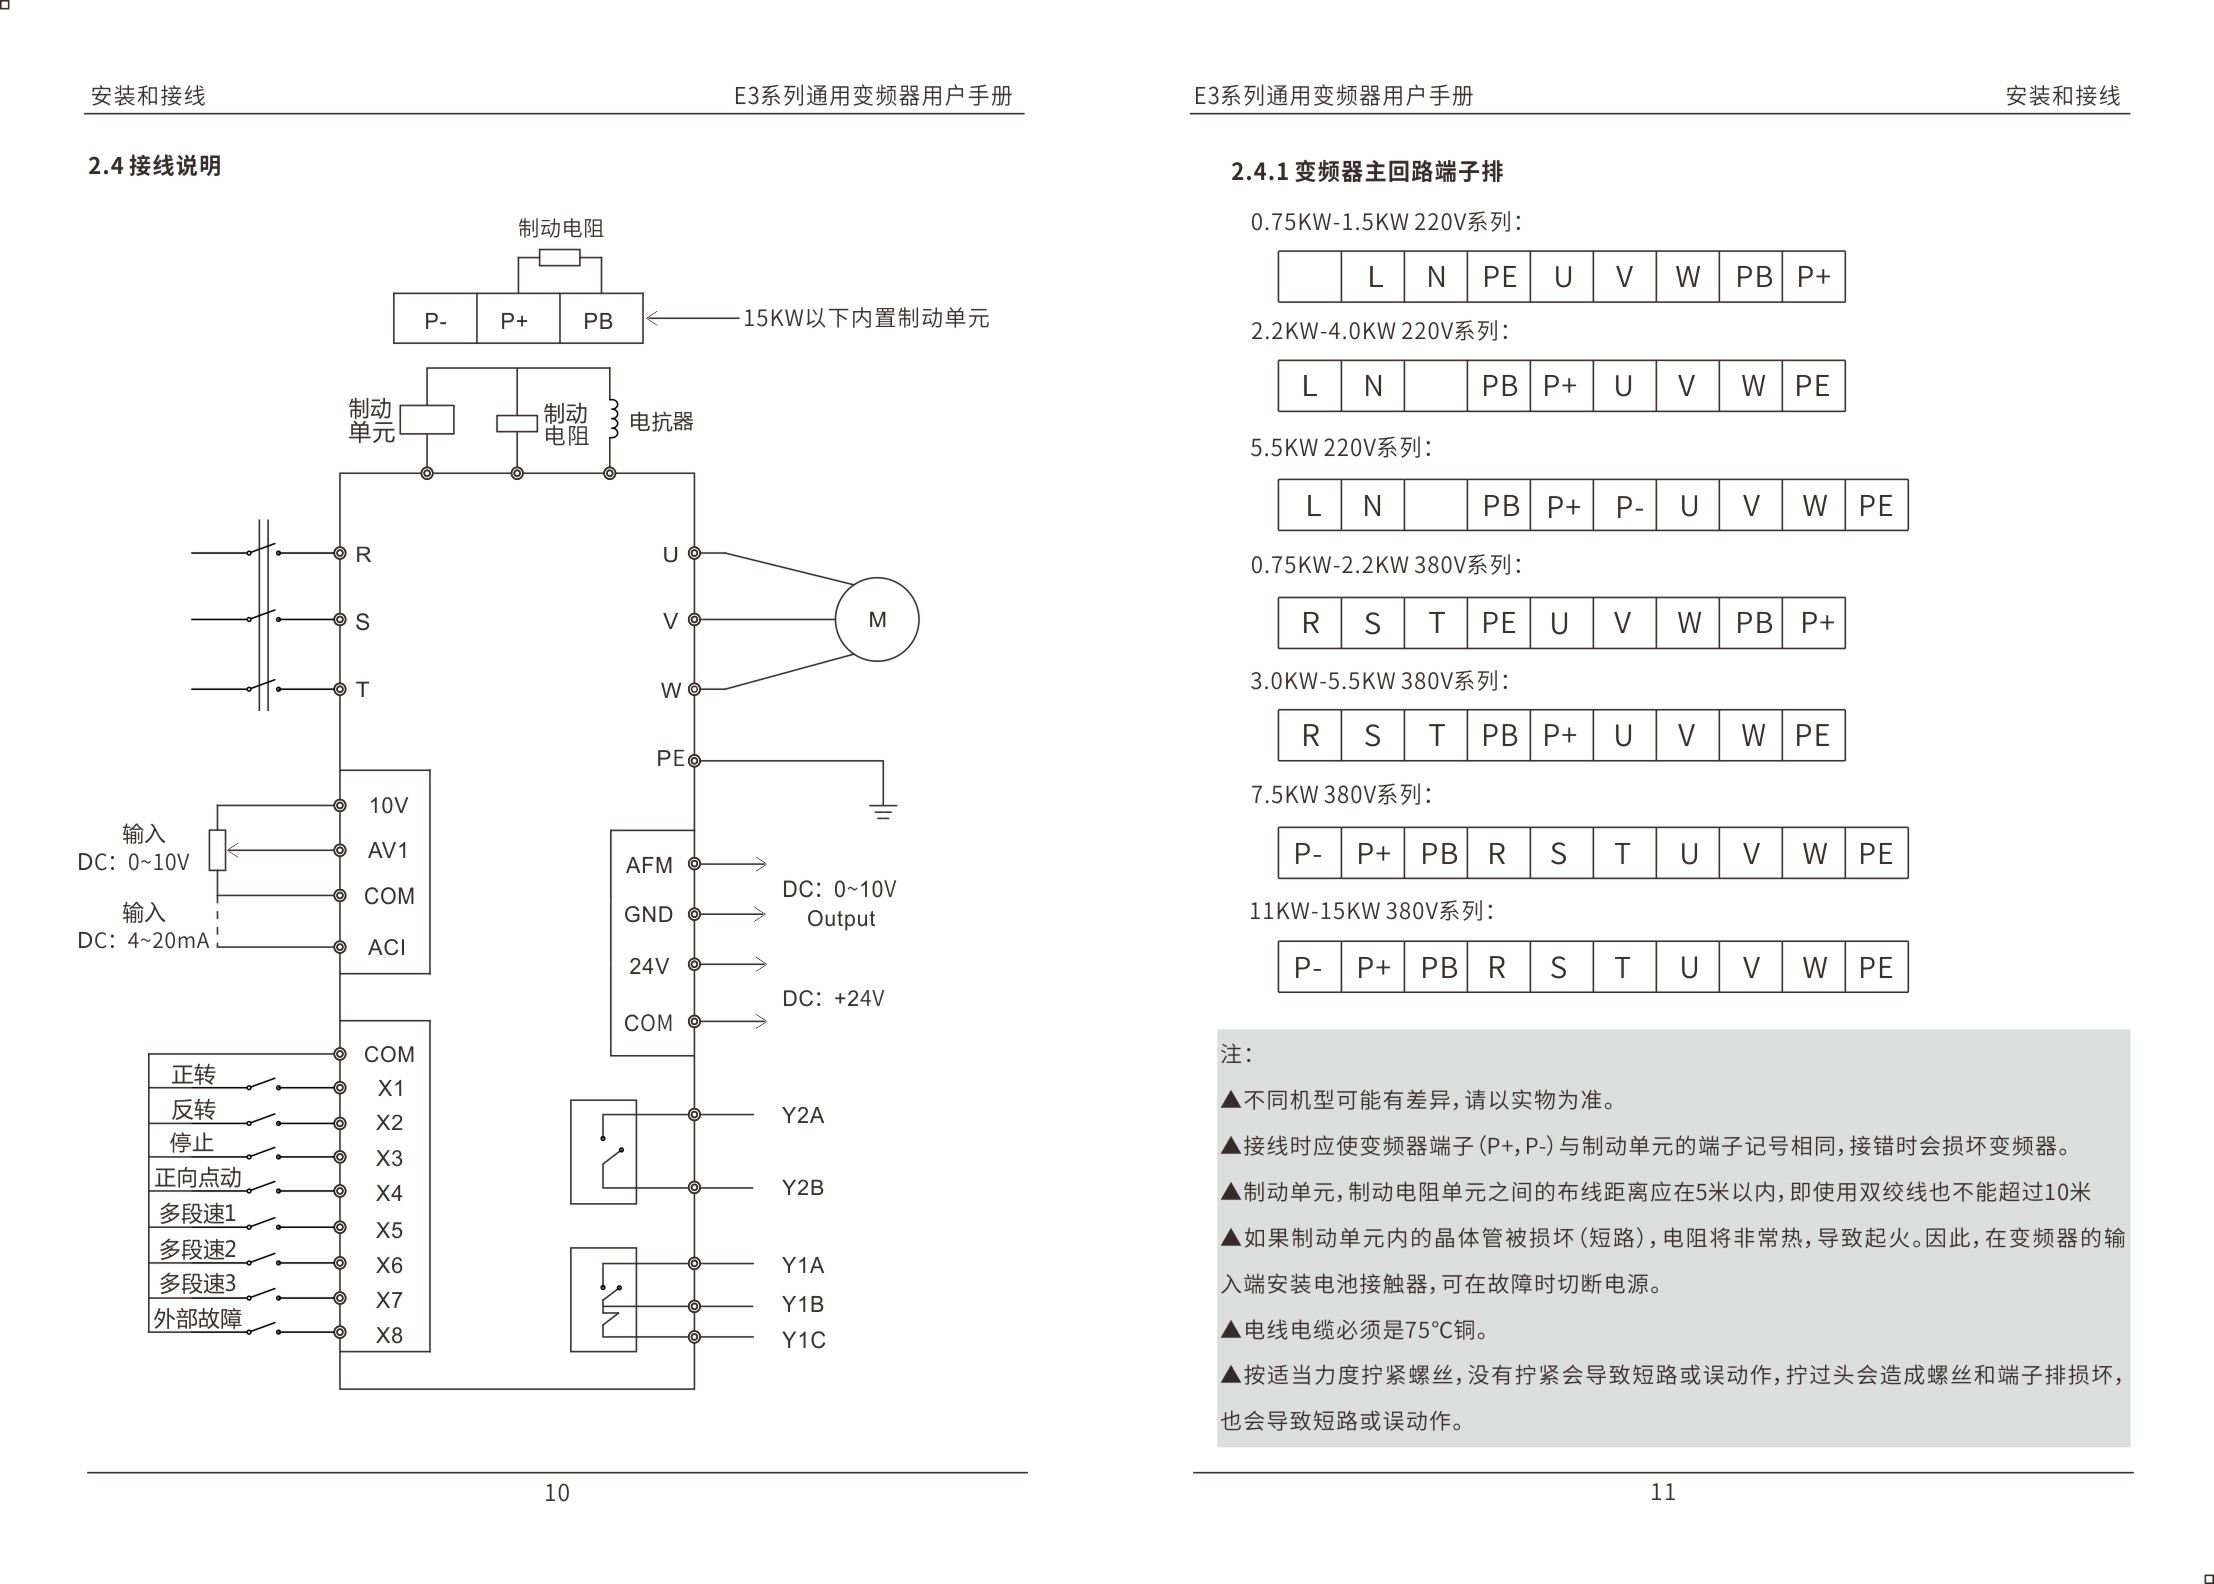 安装和接线
E3系列通用变频器用户手册
2.4 接线说明
制动电阻
P-
P+
PB
15KW以下内置制动单元
制动
单元
制动
电阻
电抗器
R
S
T
U
V
W
M
PE
10V
AV1
COM
ACI
输入
DC：0~10V
输入
DC：4~20mA
AFM
GND
24V
COM
DC：0~10V
Output
DC：+24V
COM
正转
X1
反转
X2
停止
X3
正向点动
X4
多段速1
X5
多段速2
X6
多段速3
X7
外部故障
X8
Y2A
Y2B
Y1A
Y1B
Y1C
10
E3系列通用变频器用户手册
安装和接线
2.4.1 变频器主回路端子排
0.75KW-1.5KW 220V系列：
L N PE U V W PB P+
2.2KW-4.0KW 220V系列：
L N PB P+ U V W PE
5.5KW 220V系列：
L N PB P+ P- U V W PE
0.75KW-2.2KW 380V系列：
R S T PE U V W PB P+
3.0KW-5.5KW 380V系列：
R S T PB P+ U V W PE
7.5KW 380V系列：
P- P+ PB R S T U V W PE
11KW-15KW 380V系列：
P- P+ PB R S T U V W PE
注：
▲不同机型可能有差异，请以实物为准。
▲接线时应使变频器端子（P+，P-）与制动单元的端子记号相同，接错时会损坏变频器。
▲制动单元，制动电阻单元之间的布线距离应在5米以内，即使用双绞线也不能超过10米
▲如果制动单元内的晶体管被损坏（短路），电阻将非常热，导致起火。因此，在变频器的输
入端安装电池接触器，可在故障时切断电源。
▲电线电缆必须是75℃铜。
▲按适当力度拧紧螺丝，没有拧紧会导致短路或误动作，拧过头会造成螺丝和端子排损坏，
也会导致短路或误动作。
11